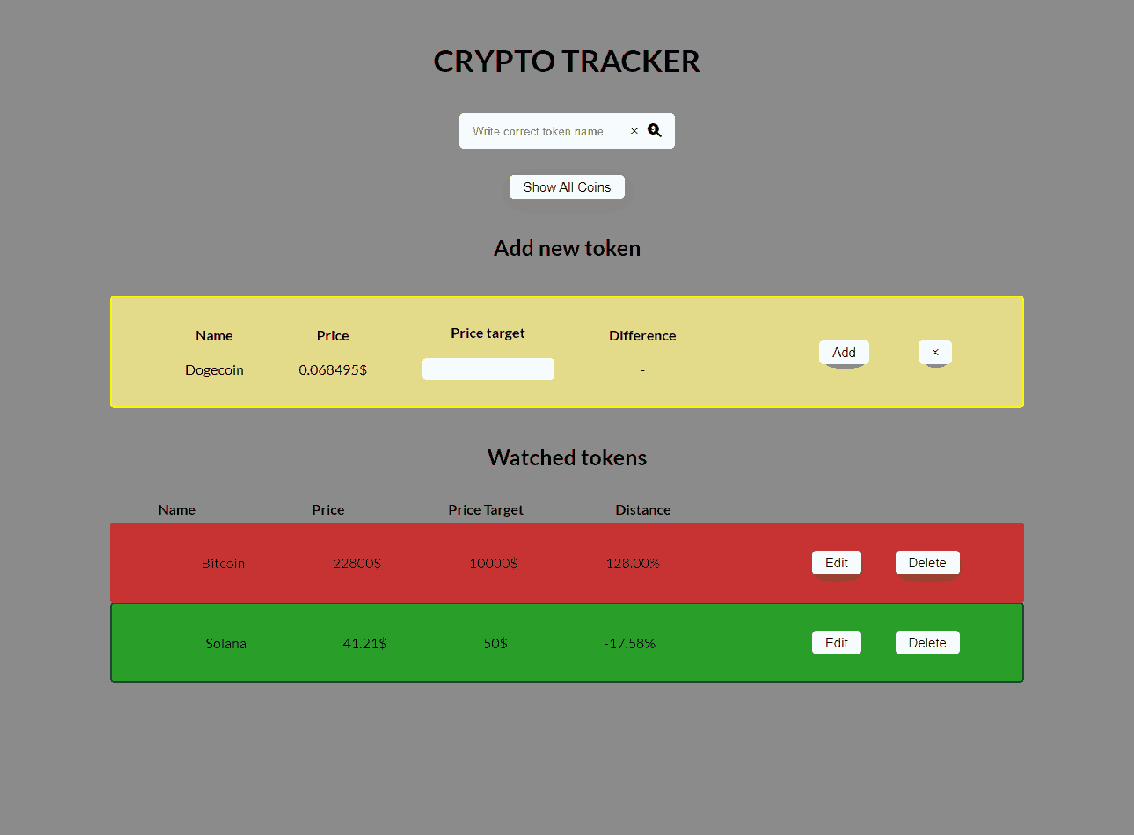 CRYPTO TRACKER
Write correct token name ×
Show All Coins
Add new token
Name Price Price target Difference
Dogecoin 0.068495$ - Add ×
Watched tokens
Name Price Price Target Distance
Bitcoin 22800$ 10000$ 128.00% Edit Delete
Solana 41.21$ 50$ -17.58% Edit Delete